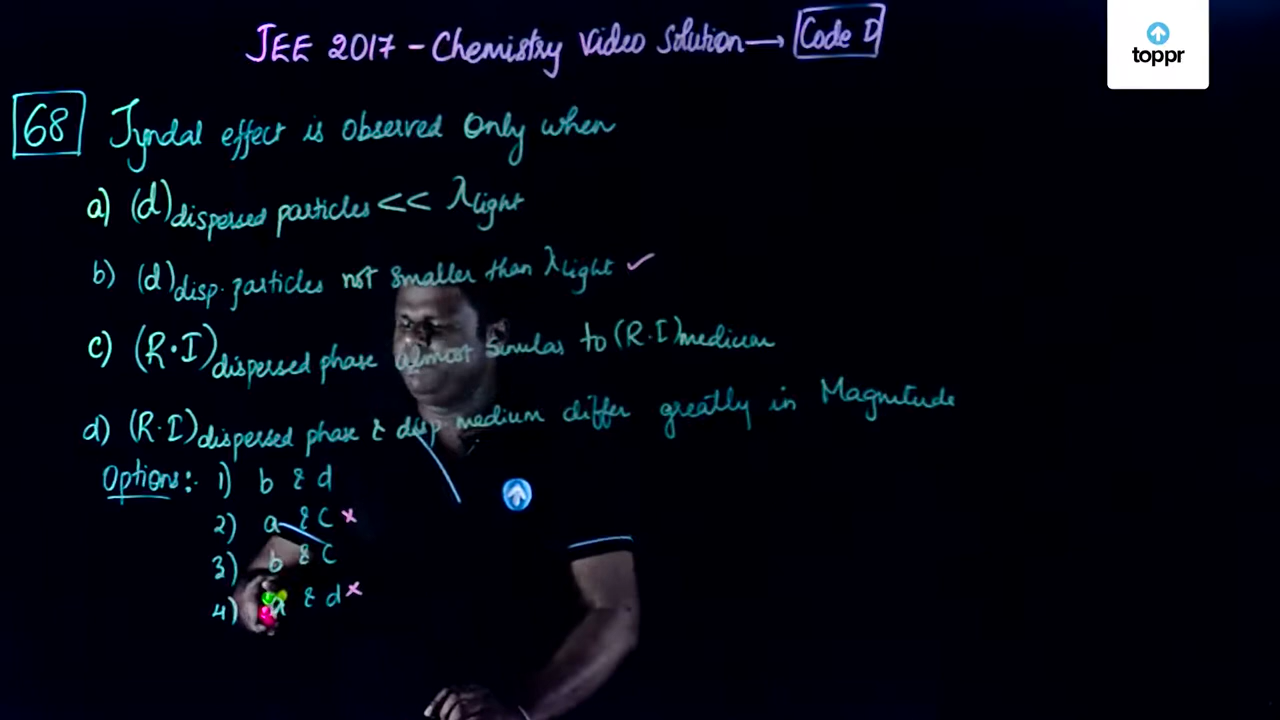 JEE 2017 - Chemistry Video Solution → Code D
toppr
68 Tyndal effect is observed Only when
a) (d)dispersed particles << λlight
b) (d)disp. particles not smaller than λlight ✓
c) (R.I)dispersed phase almost similar to (R.I)medium
d) (R.I)dispersed phase & disp medium differ greatly in Magnitude
Options:- 1) b & d
2) a & c ×
3) b & c
4) a & d ×